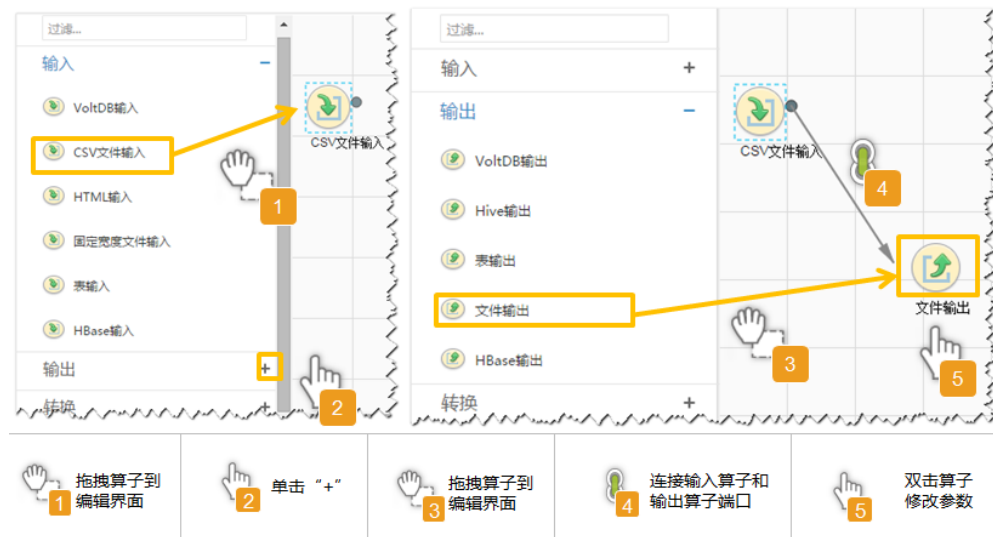 过滤...
输入
−
VoltDB输入
CSV文件输入
HTML输入
固定宽度文件输入
表输入
HBase输入
输出
+
转换
+
CSV文件输入
1
2
过滤...
输入
+
输出
−
VoltDB输出
Hive输出
表输出
文件输出
HBase输出
转换
+
CSV文件输入
4
文件输出
3
5
1
拖拽算子到
编辑界面
2
单击“+”
3
拖拽算子到
编辑界面
4
连接输入算子和
输出算子端口
5
双击算子
修改参数